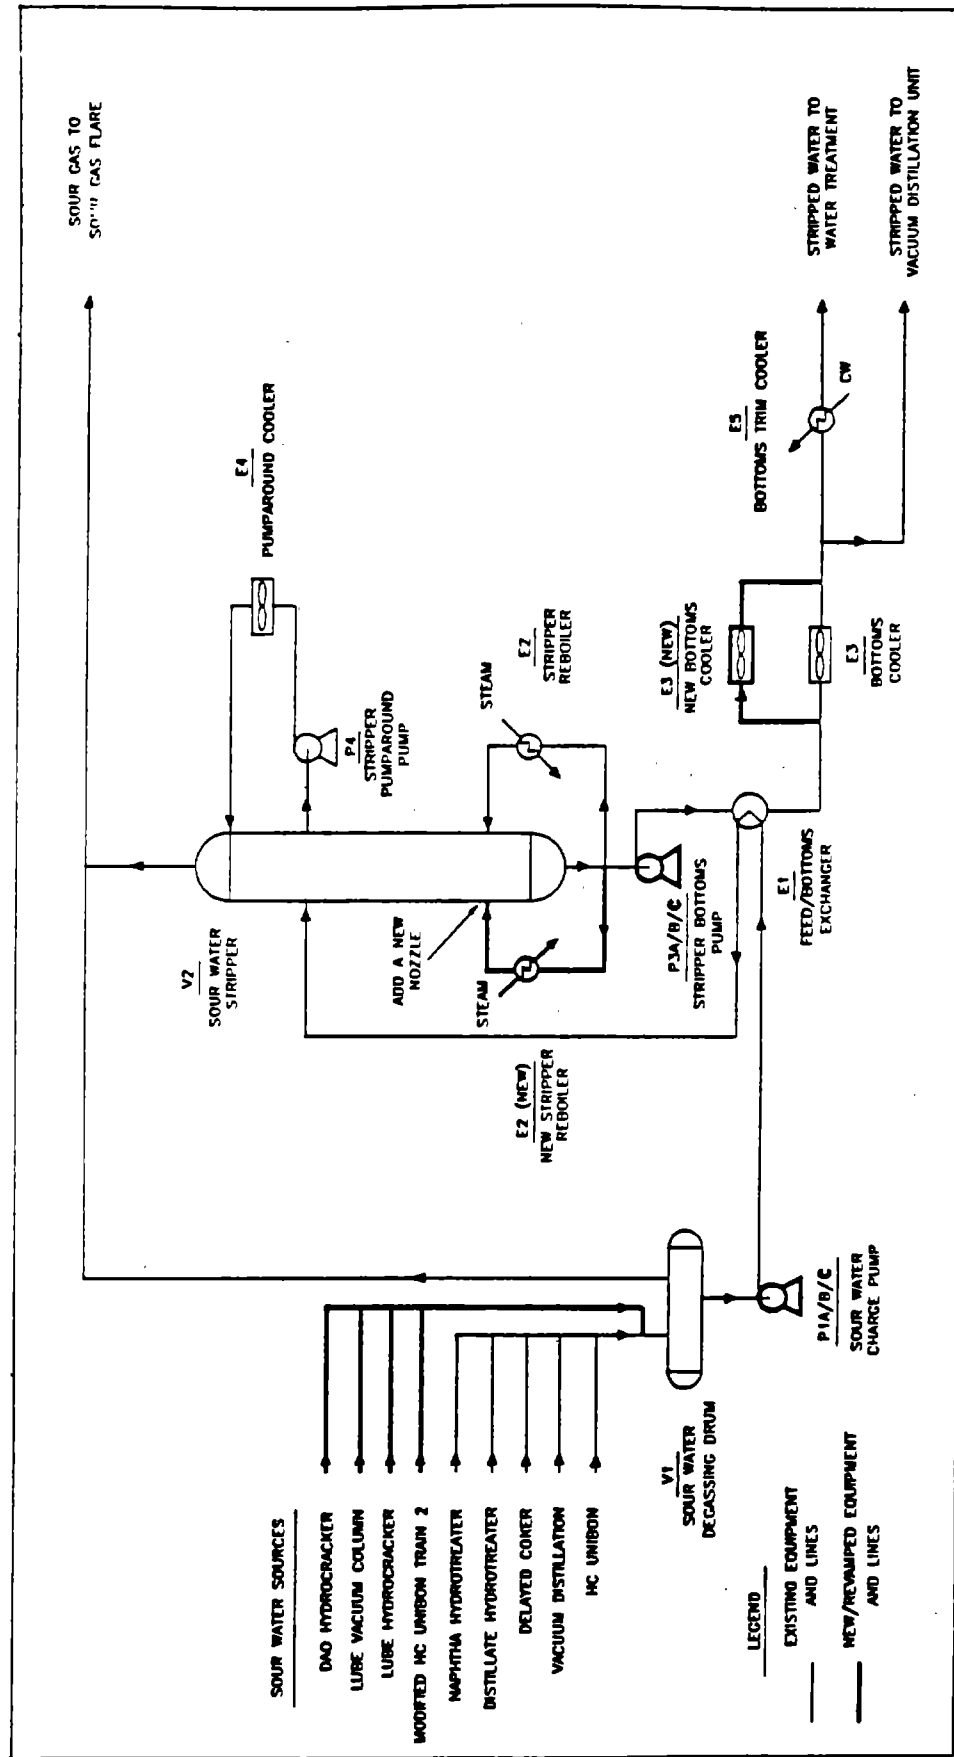 SOUR GAS TO
SOUR GAS FLARE
E4
PUMPAROUND COOLER
V2
SOUR WATER
STRIPPER
P4
STRIPPER
PUMPAROUND
PUMP
ADD A NEW
NOZZLE
STEAM
STEAM
E2
STRIPPER
REBOILER
E2 (NEW)
NEW STRIPPER
REBOILER
P3A/B/C
STRIPPER BOTTOMS
PUMP
E3 (NEW)
NEW BOTTOMS
COOLER
E5
BOTTOMS TRIM COOLER
CW
STRIPPED WATER TO
WATER TREATMENT
E1
FEED/BOTTOMS
EXCHANGER
E3
BOTTOMS
COOLER
STRIPPED WATER TO
VACUUM DISTILLATION UNIT
SOUR WATER SOURCES
DAO HYDROCRACKER
LUBE VACUUM COLUMN
LUBE HYDROCRACKER
MODIFIED HC UNIBON TRAIN 2
NAPHTHA HYDROTREATER
DISTILLATE HYDROTREATER
DELAYED COKER
VACUUM DISTILLATION
HC UNIBON
V1
SOUR WATER
DEGASSING DRUM
P1A/B/C
SOUR WATER
CHARGE PUMP
LEGEND
EXISTING EQUIPMENT
AND LINES
NEW/REVAMPED EQUIPMENT
AND LINES